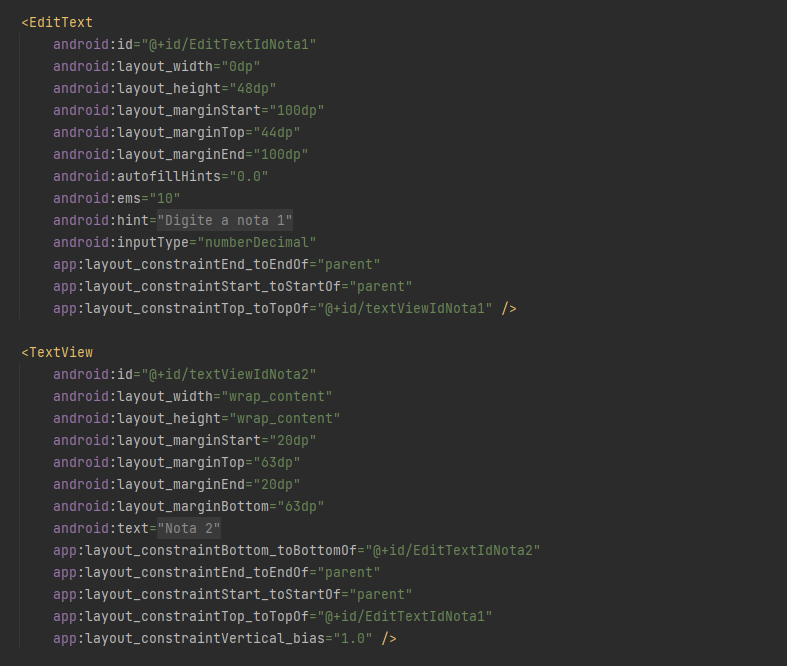 <EditText
android:id="@+id/EditTextIdNota1"
android:layout_width="0dp"
android:layout_height="48dp"
android:layout_marginStart="100dp"
android:layout_marginTop="44dp"
android:layout_marginEnd="100dp"
android:autofillHints="0.0"
android:ems="10"
android:hint="Digite a nota 1"
android:inputType="numberDecimal"
app:layout_constraintEnd_toEndOf="parent"
app:layout_constraintStart_toStartOf="parent"
app:layout_constraintTop_toTopOf="@+id/textViewIdNota1" />
<TextView
android:id="@+id/textViewIdNota2"
android:layout_width="wrap_content"
android:layout_height="wrap_content"
android:layout_marginStart="20dp"
android:layout_marginTop="63dp"
android:layout_marginEnd="20dp"
android:layout_marginBottom="63dp"
android:text="Nota 2"
app:layout_constraintBottom_toBottomOf="@+id/EditTextIdNota2"
app:layout_constraintEnd_toEndOf="parent"
app:layout_constraintStart_toStartOf="parent"
app:layout_constraintTop_toTopOf="@+id/EditTextIdNota1"
app:layout_constraintVertical_bias="1.0" />